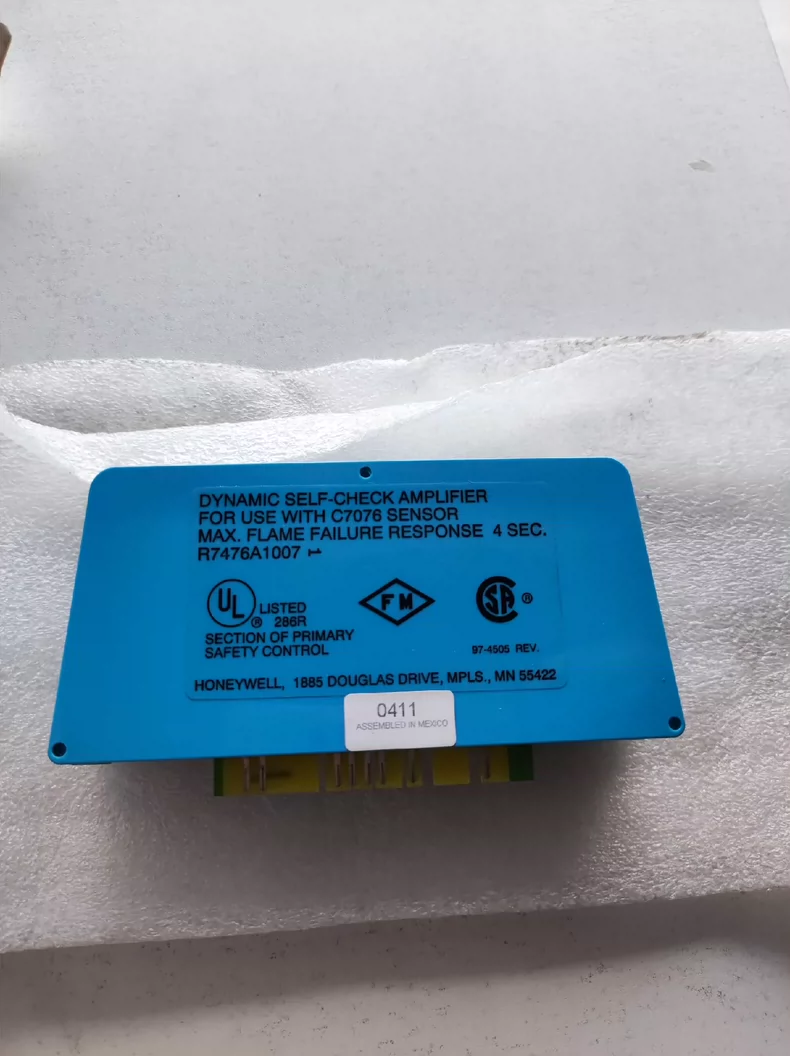 DYNAMIC SELF-CHECK AMPLIFIER
FOR USE WITH C7076 SENSOR
MAX. FLAME FAILURE RESPONSE 4 SEC.
R7476A1007 1
UL ® LISTED
286R
SECTION OF PRIMARY
SAFETY CONTROL
FM
SA ®
97-4505 REV.
HONEYWELL, 1885 DOUGLAS DRIVE, MPLS., MN 55422
0411
ASSEMBLED IN MEXICO